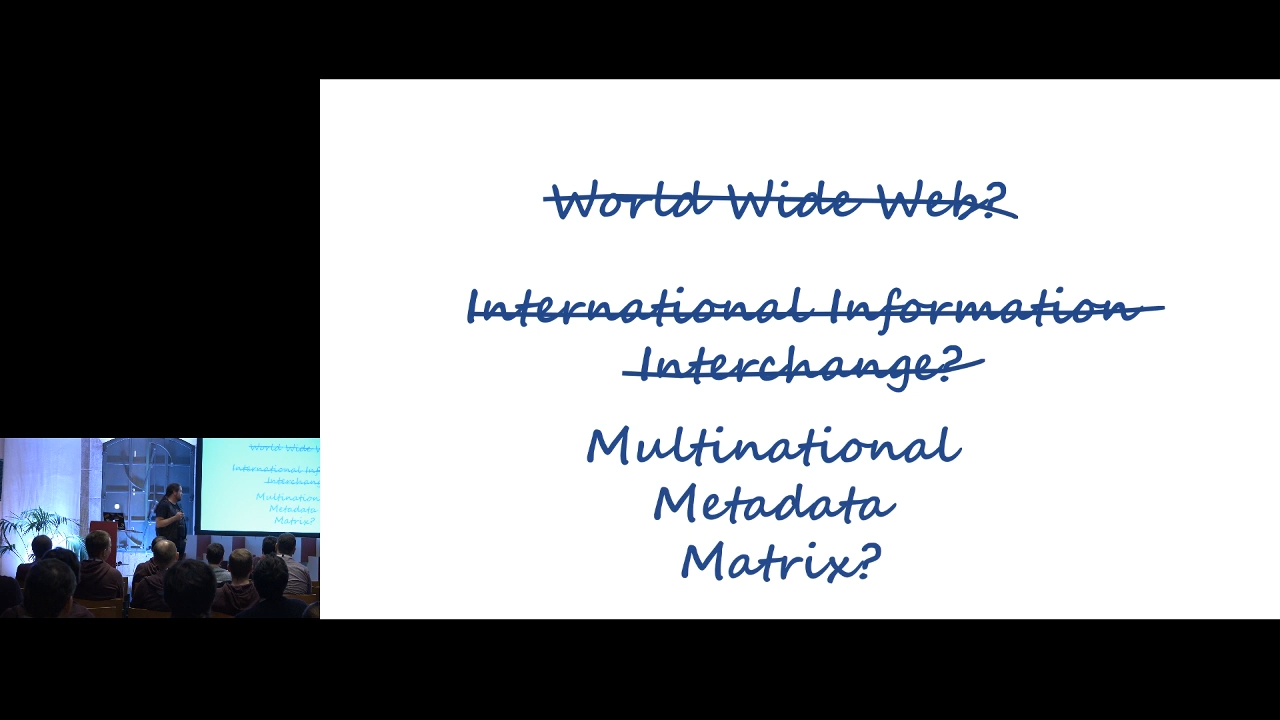 World Wide Web?
International Information
Interchange?
Multinational
Metadata
Matrix?